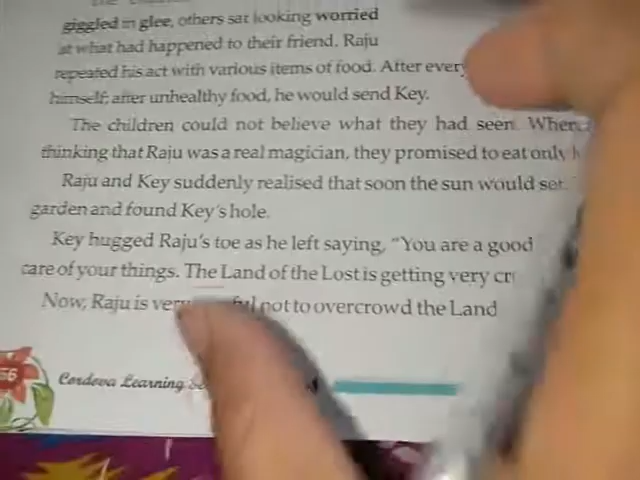 giggled in glee, others sat looking worried
at what had happened to their friend. Raju
repeated his act with various items of food. After every
himself; after unhealthy food, he would send Key.
The children could not believe what they had seen.
thinking that Raju was a real magician, they promised to eat only
Raju and Key suddenly realised that soon the sun would set.
garden and found Key's hole.
Key hugged Raju's toe as he left saying, "You are a good
care of your things. The Land of the Lost is getting very
Now, Raju is very not to overcrowd the Land
56
Cordova Learning